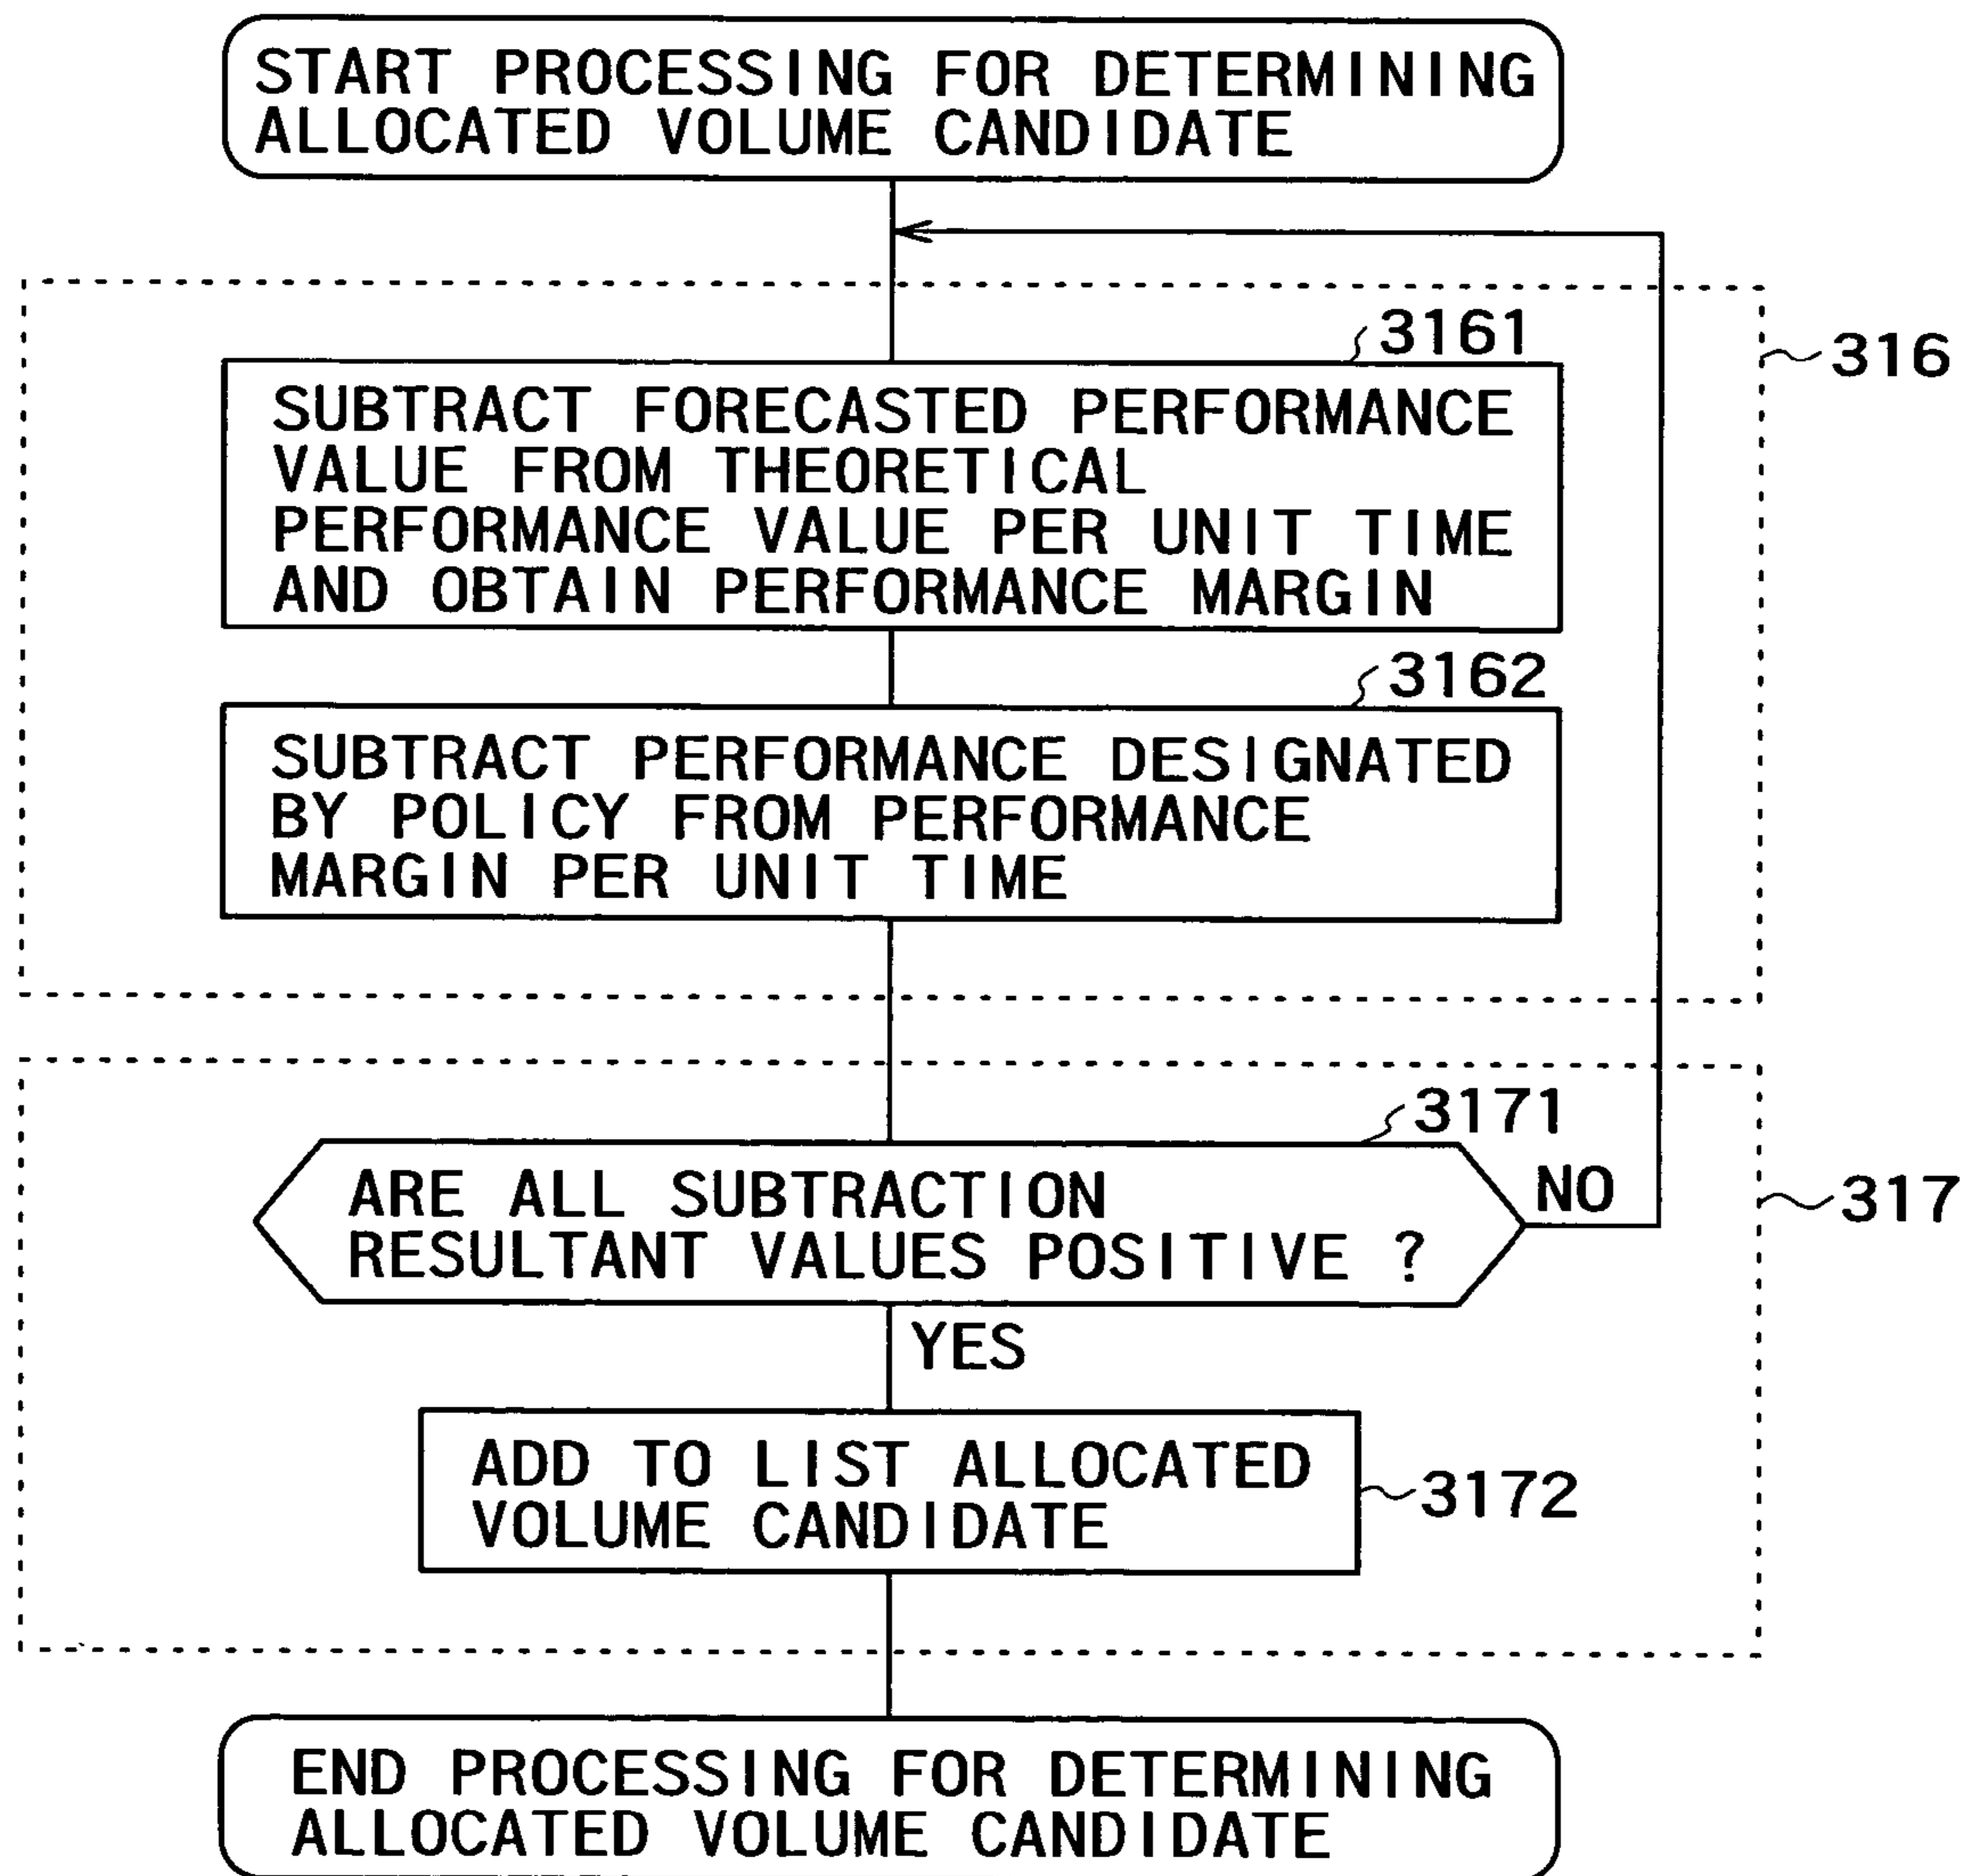 START PROCESSING FOR DETERMINING
ALLOCATED VOLUME CANDIDATE
3161
316
SUBTRACT FORECASTED PERFORMANCE
VALUE FROM THEORETICAL
PERFORMANCE VALUE PER UNIT TIME
AND OBTAIN PERFORMANCE MARGIN
3162
SUBTRACT PERFORMANCE DESIGNATED
BY POLICY FROM PERFORMANCE
MARGIN PER UNIT TIME
3171
ARE ALL SUBTRACTION
RESULTANT VALUES POSITIVE ?
NO
317
YES
ADD TO LIST ALLOCATED
VOLUME CANDIDATE
3172
END PROCESSING FOR DETERMINING
ALLOCATED VOLUME CANDIDATE